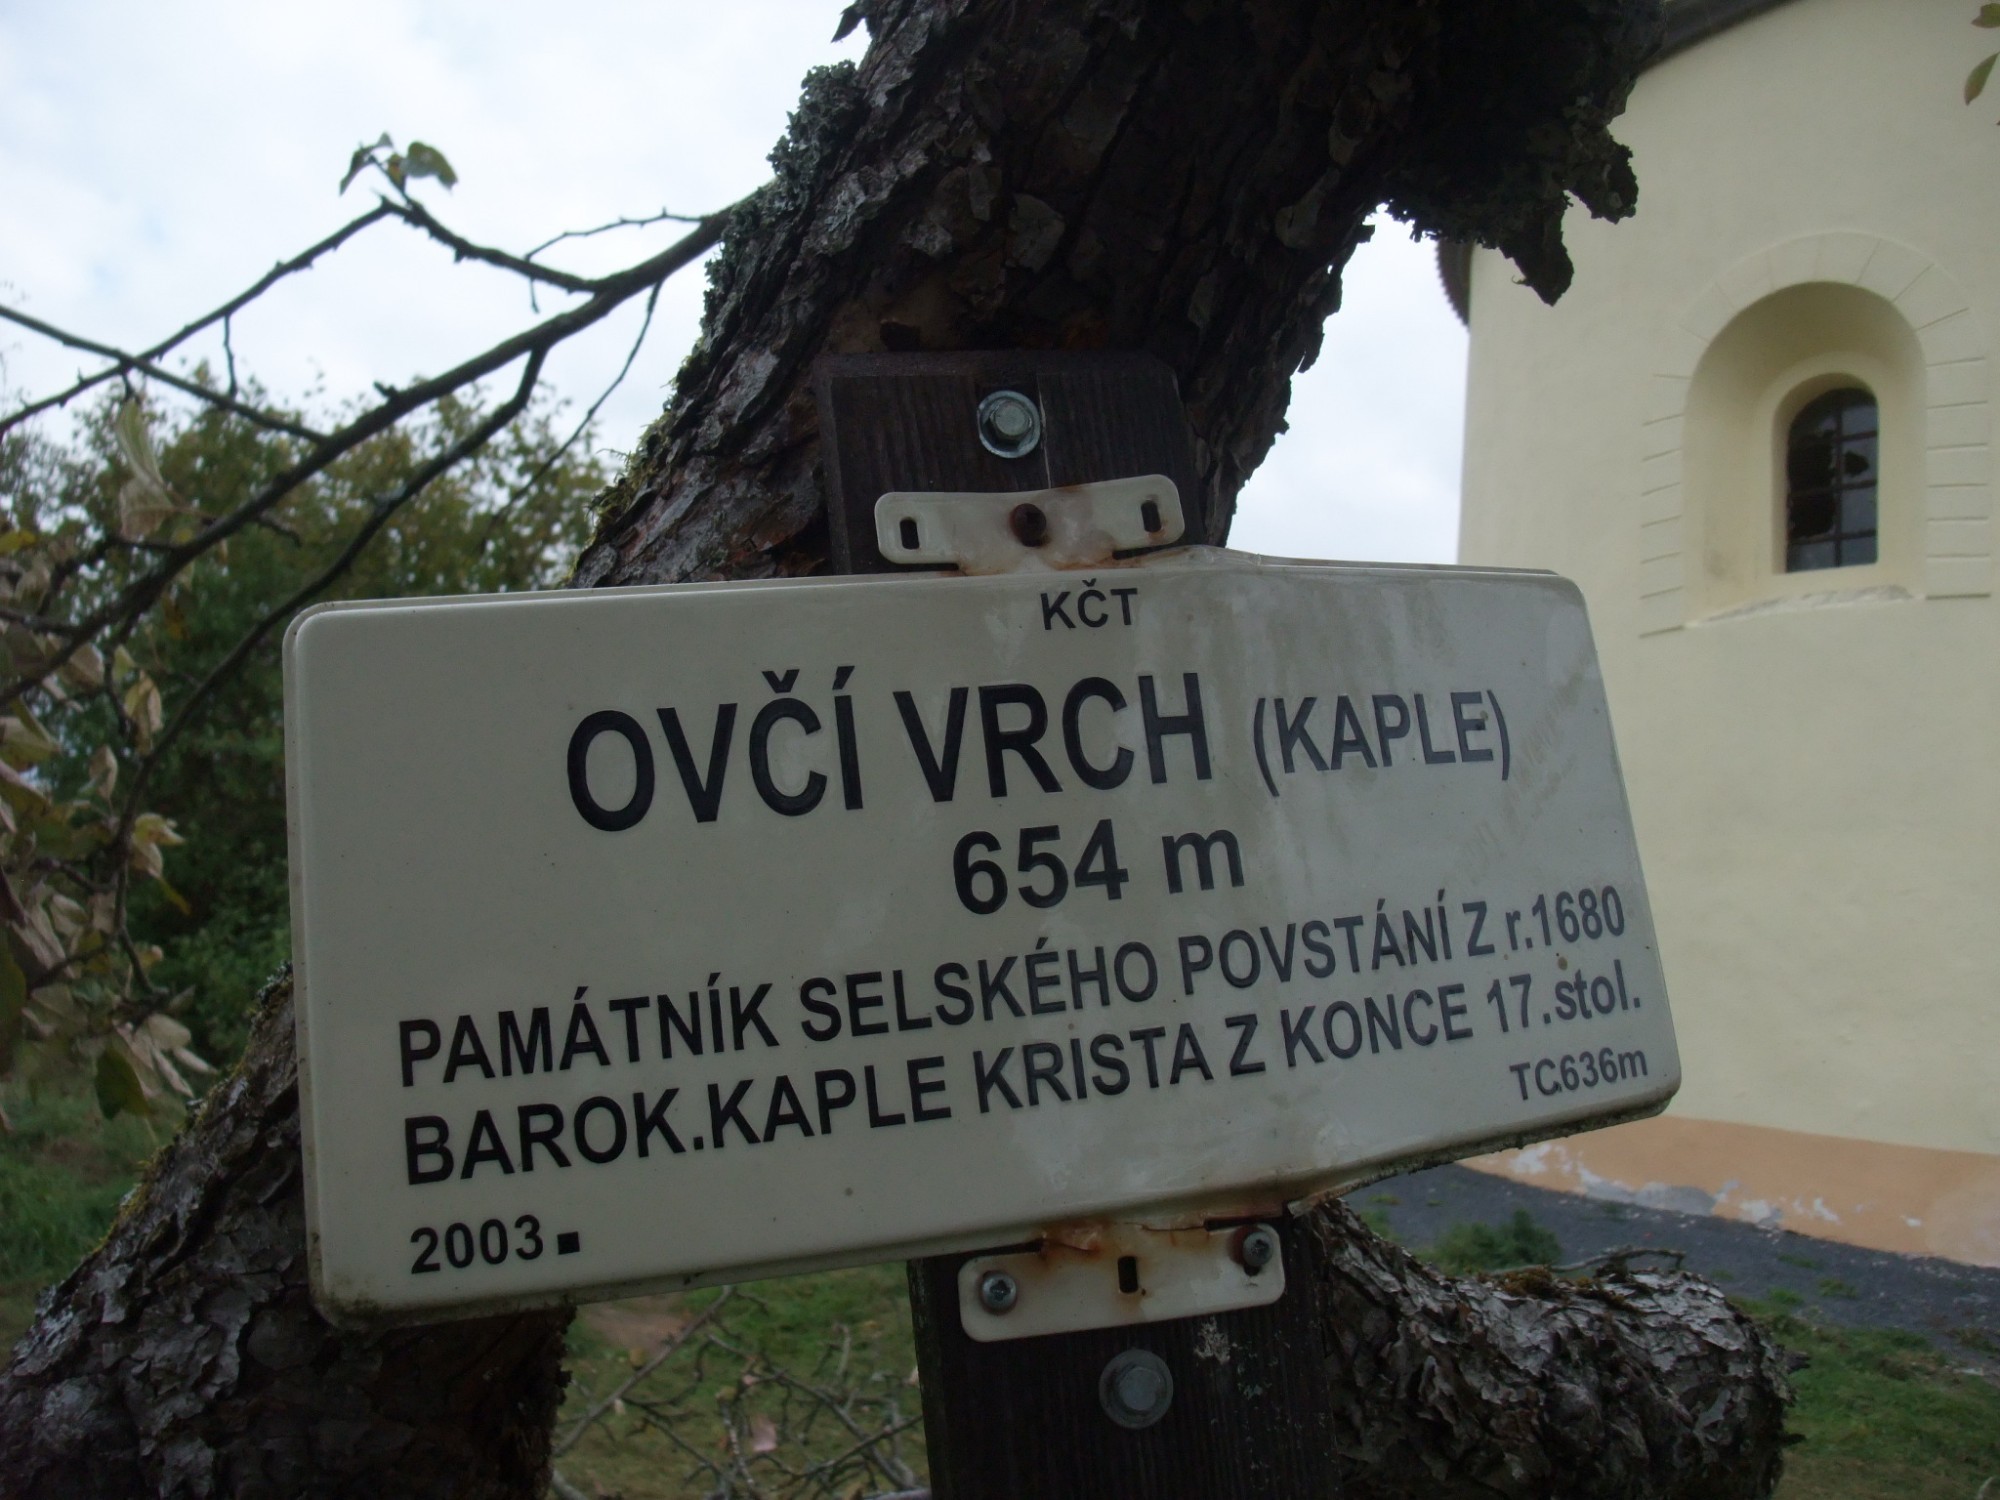 KČT
OVČÍ VRCH (KAPLE)
654 m
PAMÁTNÍK SELSKÉHO POVSTÁNÍ Z r.1680
BAROK.KAPLE KRISTA Z KONCE 17.stol.
TC636m
2003■